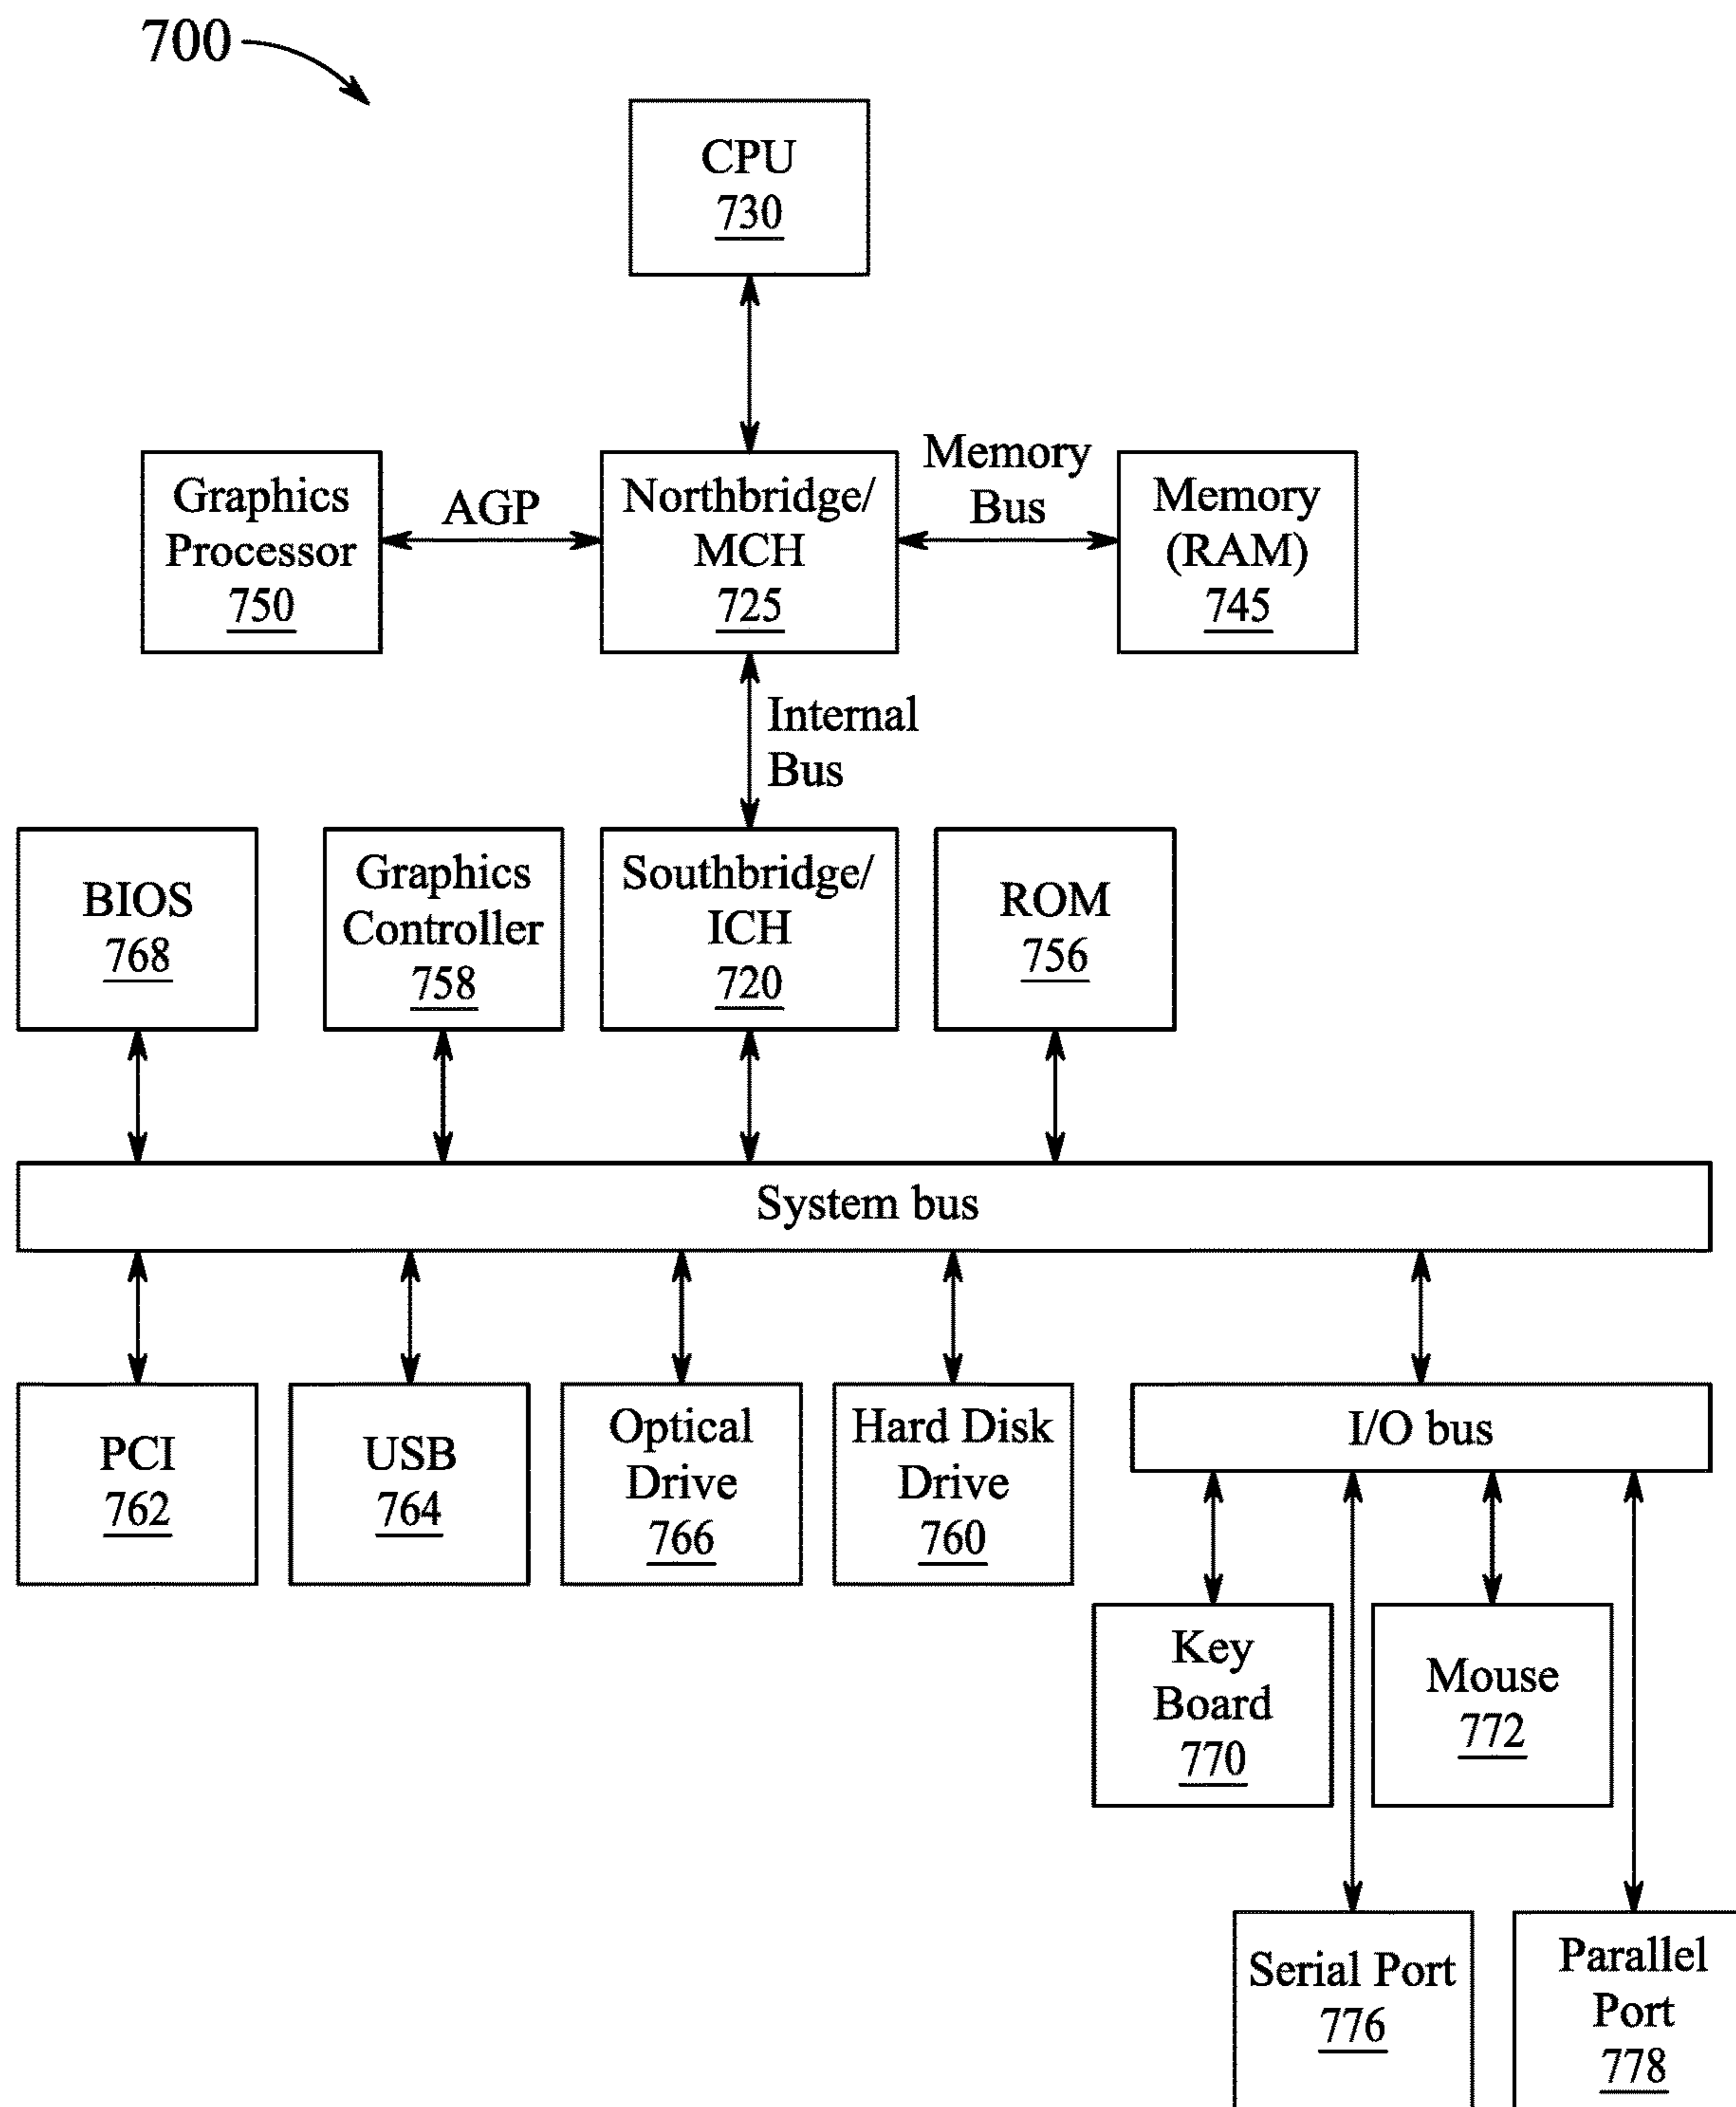 700
CPU
730
Graphics
Processor
750
AGP
Northbridge/
MCH
725
Memory
Bus
Memory
(RAM)
745
Internal
Bus
BIOS
768
Graphics
Controller
758
Southbridge/
ICH
720
ROM
756
System bus
PCI
762
USB
764
Optical
Drive
766
Hard Disk
Drive
760
I/O bus
Key
Board
770
Mouse
772
Serial Port
776
Parallel
Port
778